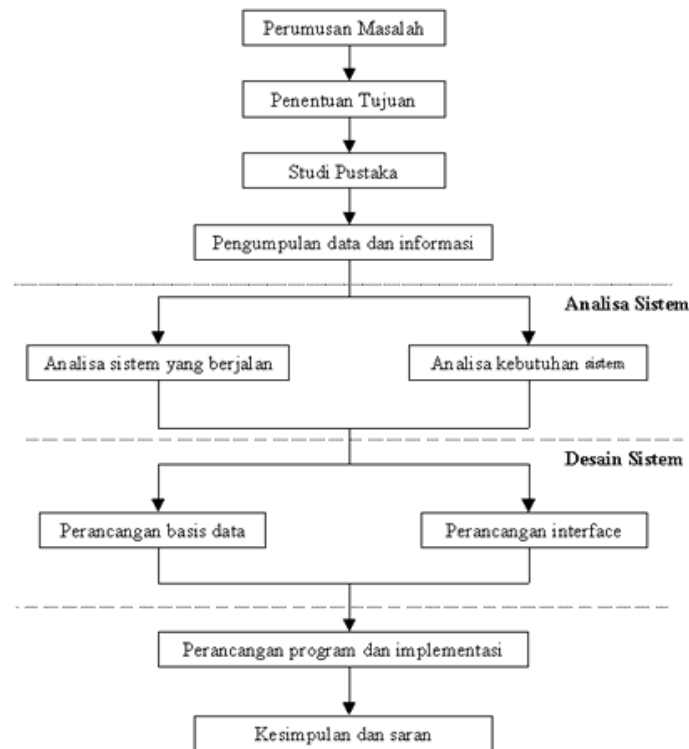 Perumusan Masalah
Penentuan Tujuan
Studi Pustaka
Pengumpulan data dan informasi
Analisa Sistem
Analisa sistem yang berjalan
Analisa kebutuhan sistem
Desain Sistem
Perancangan basis data
Perancangan interface
Perancangan program dan implementasi
Kesimpulan dan saran